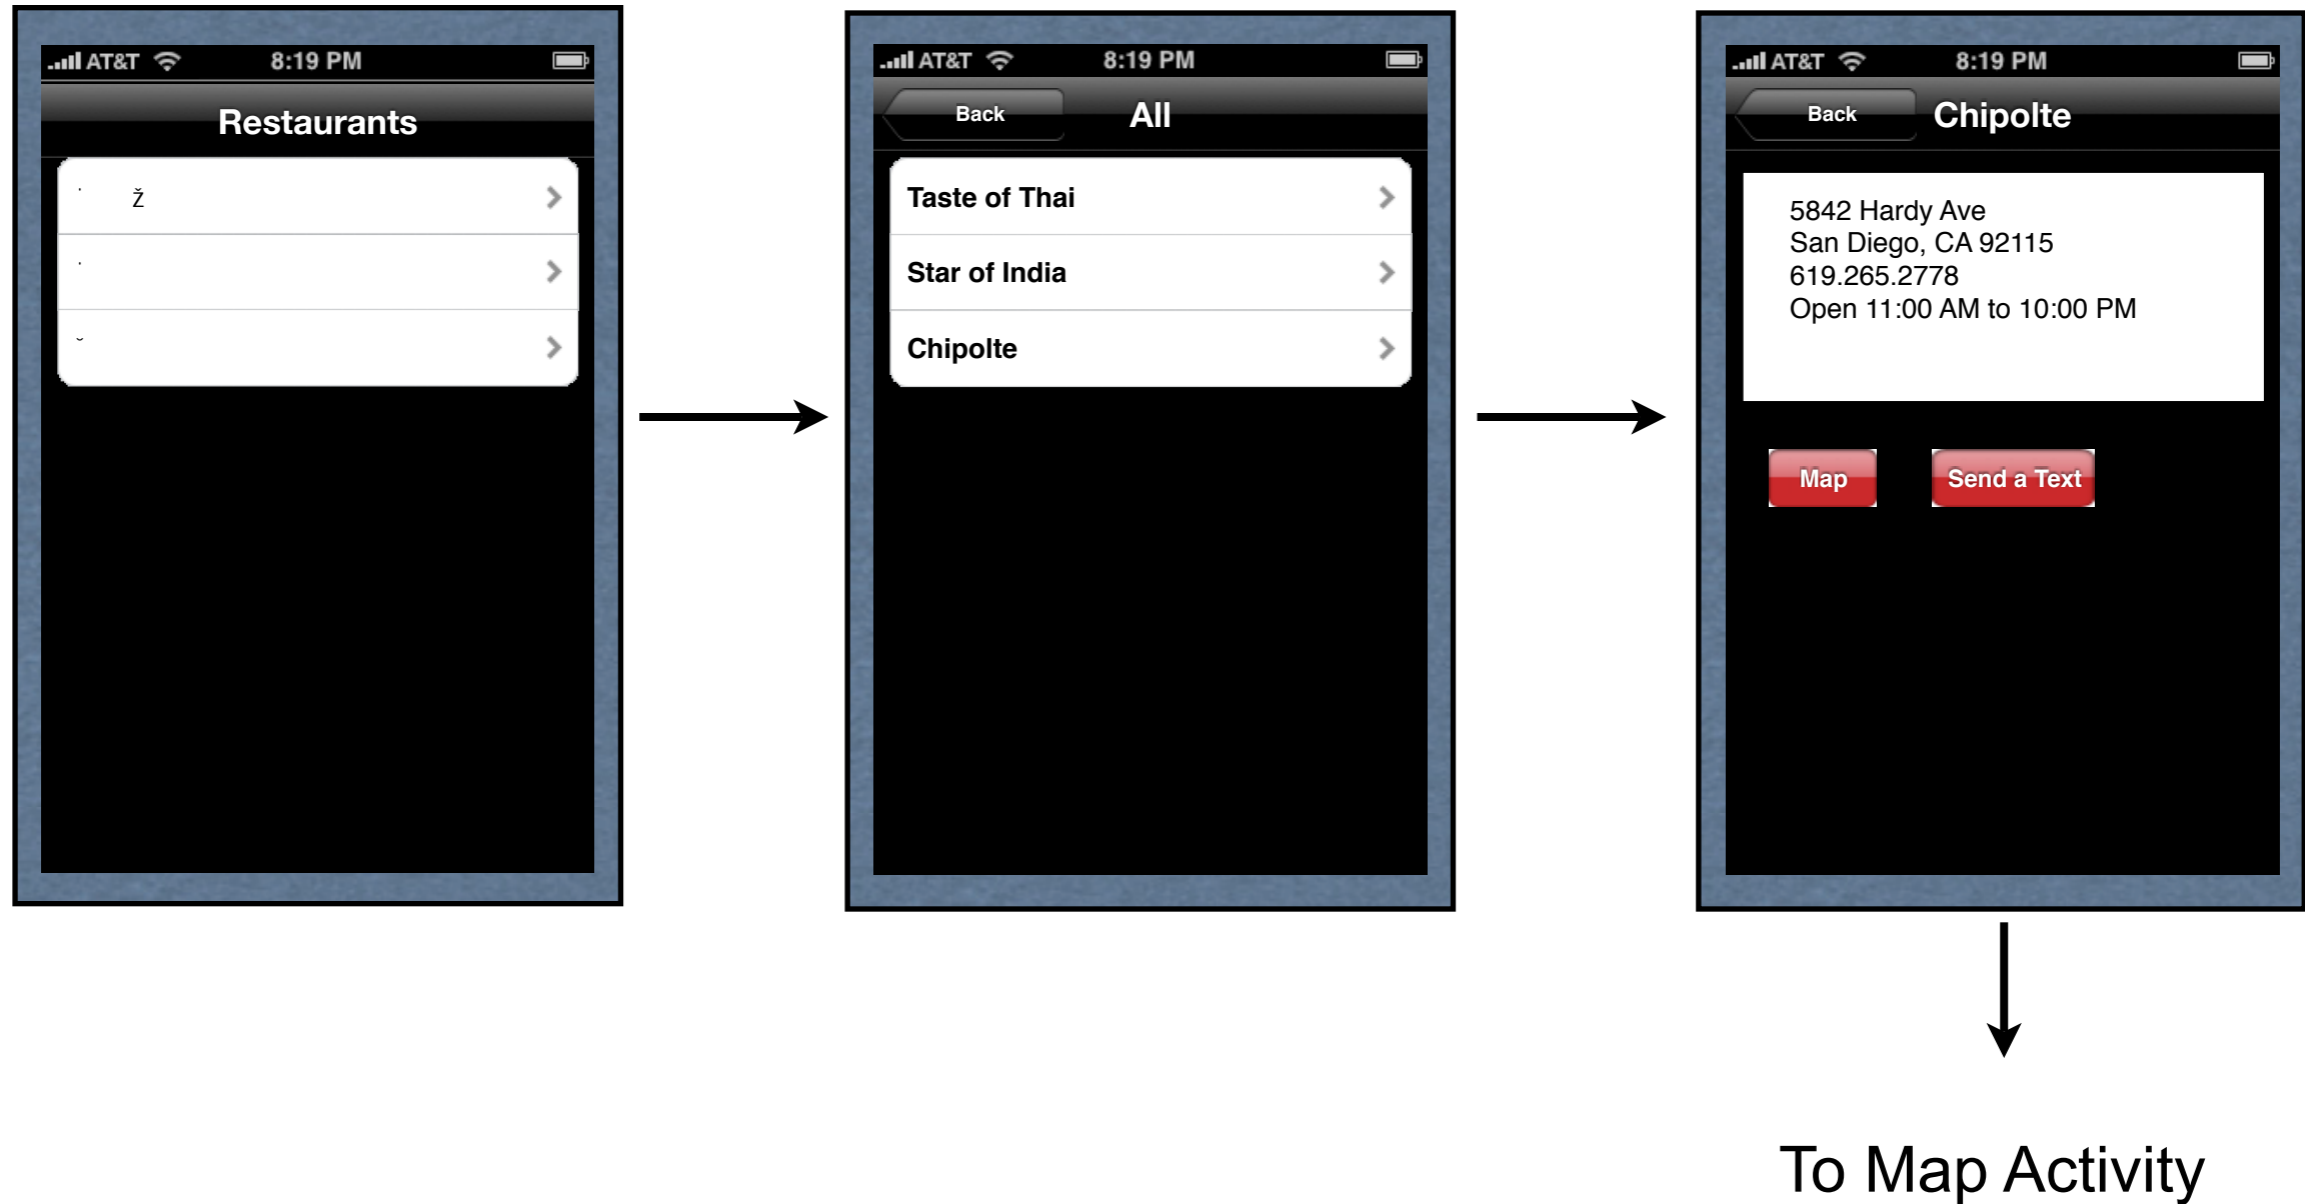 AT&T 8:19 PM
Restaurants
ž
AT&T 8:19 PM
Back All
Taste of Thai
Star of India
Chipolte
AT&T 8:19 PM
Back Chipolte
5842 Hardy Ave
San Diego, CA 92115
619.265.2778
Open 11:00 AM to 10:00 PM
Map Send a Text
To Map Activity